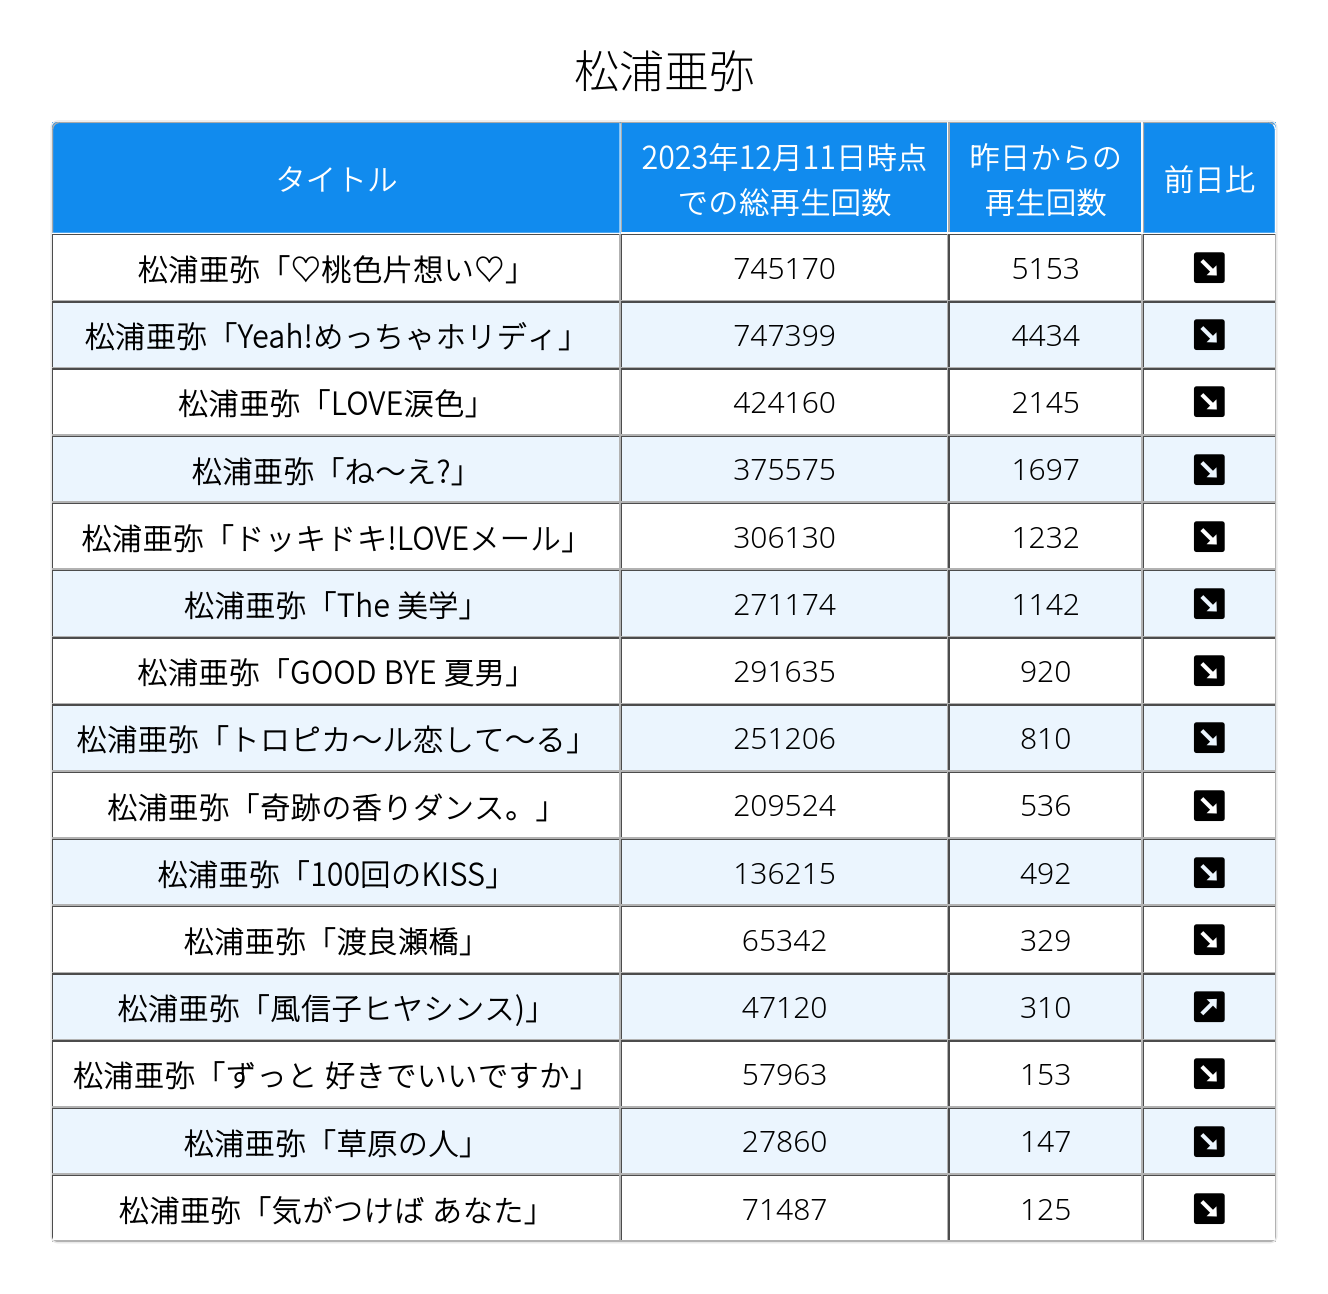 松浦亜弥
タイトル
2023年12月11日時点
での総再生回数
昨日からの
再生回数
前日比
松浦亜弥「♡桃色片想い♡」 745170 5153 ↘
松浦亜弥「Yeah!めっちゃホリディ」 747399 4434 ↘
松浦亜弥「LOVE涙色」 424160 2145 ↘
松浦亜弥「ね〜え?」 375575 1697 ↘
松浦亜弥「ドッキドキ!LOVEメール」 306130 1232 ↘
松浦亜弥「The 美学」 271174 1142 ↘
松浦亜弥「GOOD BYE 夏男」 291635 920 ↘
松浦亜弥「トロピカ〜ル恋して〜る」 251206 810 ↘
松浦亜弥「奇跡の香りダンス。」 209524 536 ↘
松浦亜弥「100回のKISS」 136215 492 ↘
松浦亜弥「渡良瀬橋」 65342 329 ↘
松浦亜弥「風信子ヒヤシンス)」 47120 310 ↗
松浦亜弥「ずっと 好きでいいですか」 57963 153 ↘
松浦亜弥「草原の人」 27860 147 ↘
松浦亜弥「気がつけば あなた」 71487 125 ↘